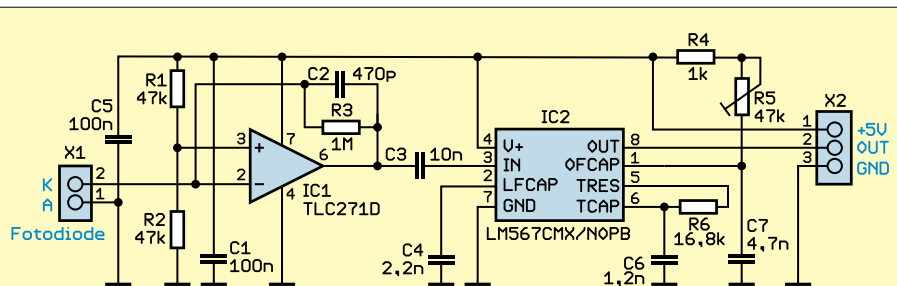 R4
1k
C2 470p
R1
47k
R3
1M
C5
100n
R5
47k
X2
IC2
1 +5V
2 OUT
3 GND
3 + 7
6
2 -
4
IC1
TLC271D
C3 10n
4 V+ OUT 8
3 IN OFCAP 1
2 LFCAP TRES 5
7 GND TCAP 6
LM567CMX/NOPB
X1
K 2
A 1
Fotodiode
R2
47k
R6
16,8k
C7
4,7n
C1
100n
C4
2,2n
C6
1,2n